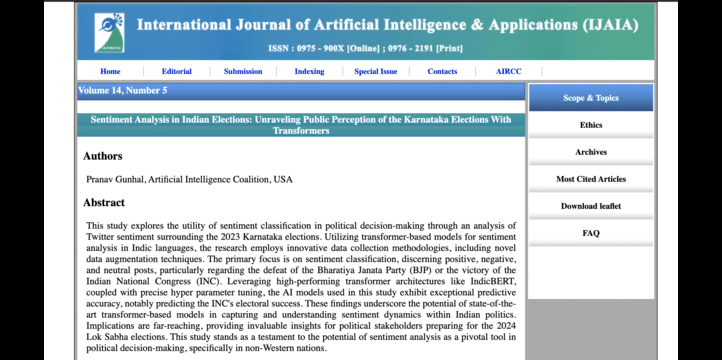 International Journal of Artificial Intelligence & Applications (IJAIA)
AIRCC
ISSN : 0975 - 900X [Online] ; 0976 - 2191 [Print]
Home Editorial Submission Indexing Special Issue Contacts AIRCC
Volume 14, Number 5
Sentiment Analysis in Indian Elections: Unraveling Public Perception of the Karnataka Elections With
Transformers
Authors
Pranav Gunhal, Artificial Intelligence Coalition, USA
Abstract
This study explores the utility of sentiment classification in political decision-making through an analysis of
Twitter sentiment surrounding the 2023 Karnataka elections. Utilizing transformer-based models for sentiment
analysis in Indic languages, the research employs innovative data collection methodologies, including novel
data augmentation techniques. The primary focus is on sentiment classification, discerning positive, negative,
and neutral posts, particularly regarding the defeat of the Bharatiya Janata Party (BJP) or the victory of the
Indian National Congress (INC). Leveraging high-performing transformer architectures like IndicBERT,
coupled with precise hyper parameter tuning, the AI models used in this study exhibit exceptional predictive
accuracy, notably predicting the INC's electoral success. These findings underscore the potential of state-of-the-
art transformer-based models in capturing and understanding sentiment dynamics within Indian politics.
Implications are far-reaching, providing invaluable insights for political stakeholders preparing for the 2024
Lok Sabha elections. This study stands as a testament to the potential of sentiment analysis as a pivotal tool in
political decision-making, specifically in non-Western nations.
Scope & Topics
Ethics
Archives
Most Cited Articles
Download leaflet
FAQ